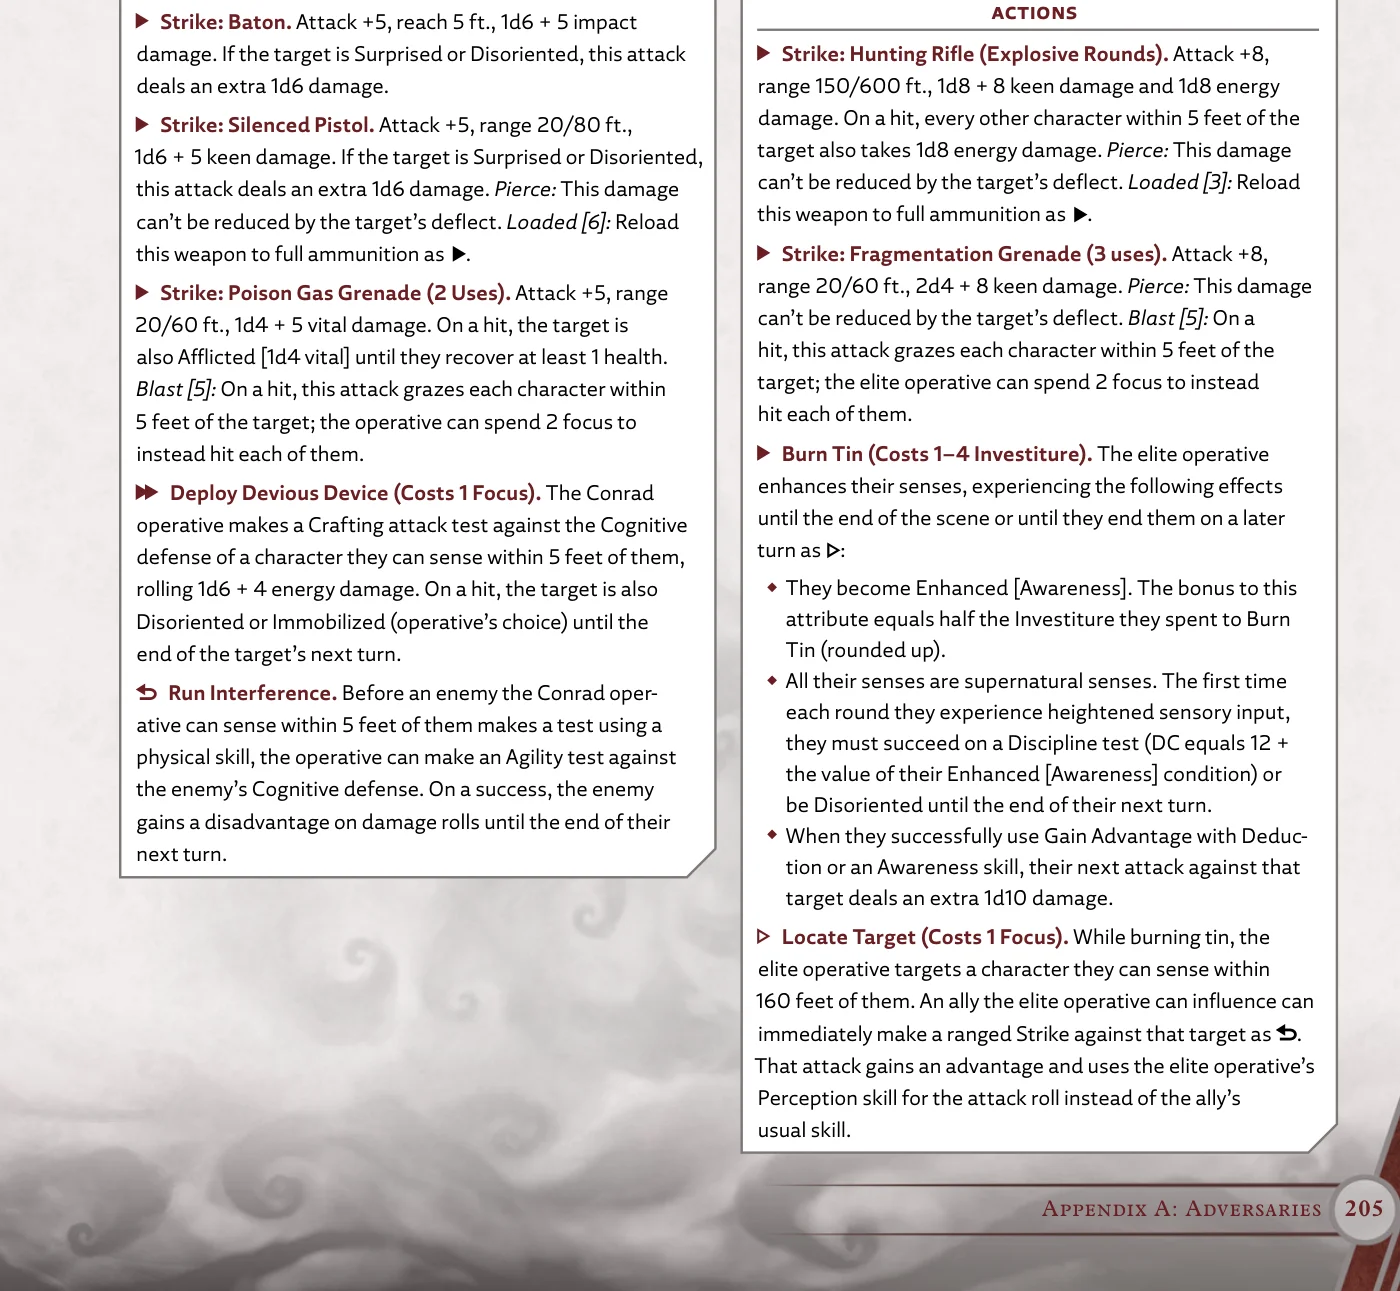 ▶ Strike: Baton. Attack +5, reach 5 ft., 1d6 + 5 impact
damage. If the target is Surprised or Disoriented, this attack
deals an extra 1d6 damage.
▶ Strike: Silenced Pistol. Attack +5, range 20/80 ft.,
1d6 + 5 keen damage. If the target is Surprised or Disoriented,
this attack deals an extra 1d6 damage. Pierce: This damage
can’t be reduced by the target’s deflect. Loaded [6]: Reload
this weapon to full ammunition as ▶.
▶ Strike: Poison Gas Grenade (2 Uses). Attack +5, range
20/60 ft., 1d4 + 5 vital damage. On a hit, the target is
also Afflicted [1d4 vital] until they recover at least 1 health.
Blast [5]: On a hit, this attack grazes each character within
5 feet of the target; the operative can spend 2 focus to
instead hit each of them.
▶▶ Deploy Devious Device (Costs 1 Focus). The Conrad
operative makes a Crafting attack test against the Cognitive
defense of a character they can sense within 5 feet of them,
rolling 1d6 + 4 energy damage. On a hit, the target is also
Disoriented or Immobilized (operative’s choice) until the
end of the target’s next turn.
↩ Run Interference. Before an enemy the Conrad oper-
ative can sense within 5 feet of them makes a test using a
physical skill, the operative can make an Agility test against
the enemy’s Cognitive defense. On a success, the enemy
gains a disadvantage on damage rolls until the end of their
next turn.
ACTIONS
▶ Strike: Hunting Rifle (Explosive Rounds). Attack +8,
range 150/600 ft., 1d8 + 8 keen damage and 1d8 energy
damage. On a hit, every other character within 5 feet of the
target also takes 1d8 energy damage. Pierce: This damage
can’t be reduced by the target’s deflect. Loaded [3]: Reload
this weapon to full ammunition as ▶.
▶ Strike: Fragmentation Grenade (3 uses). Attack +8,
range 20/60 ft., 2d4 + 8 keen damage. Pierce: This damage
can’t be reduced by the target’s deflect. Blast [5]: On a
hit, this attack grazes each character within 5 feet of the
target; the elite operative can spend 2 focus to instead
hit each of them.
▶ Burn Tin (Costs 1–4 Investiture). The elite operative
enhances their senses, experiencing the following effects
until the end of the scene or until they end them on a later
turn as ▷:
◆ They become Enhanced [Awareness]. The bonus to this
attribute equals half the Investiture they spent to Burn
Tin (rounded up).
◆ All their senses are supernatural senses. The first time
each round they experience heightened sensory input,
they must succeed on a Discipline test (DC equals 12 +
the value of their Enhanced [Awareness] condition) or
be Disoriented until the end of their next turn.
◆ When they successfully use Gain Advantage with Deduc-
tion or an Awareness skill, their next attack against that
target deals an extra 1d10 damage.
▷ Locate Target (Costs 1 Focus). While burning tin, the
elite operative targets a character they can sense within
160 feet of them. An ally the elite operative can influence can
immediately make a ranged Strike against that target as ↩.
That attack gains an advantage and uses the elite operative’s
Perception skill for the attack roll instead of the ally’s
usual skill.
Appendix A: Adversaries 205